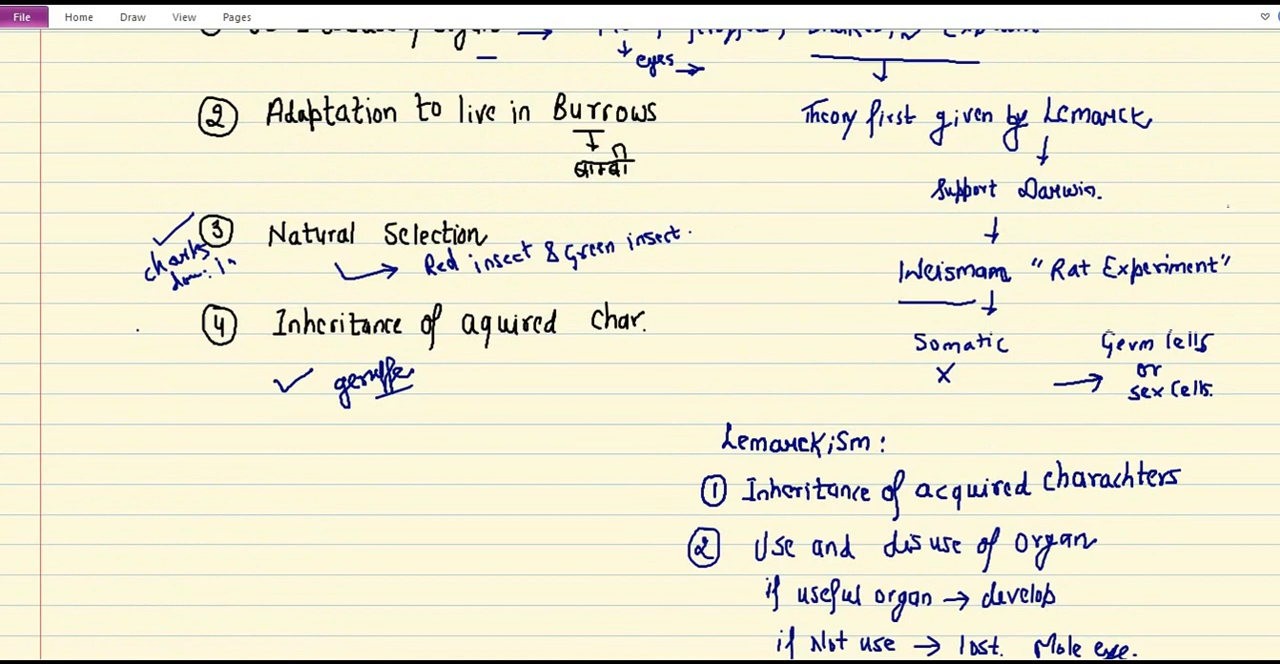 File Home Draw View Pages
eyes →
② Adaptation to live in Burrows
③ Natural Selection
→ Red insect & Green insect.
④ Inheritance of aquired char.
✓ geruffe
Theory first given by Lemarck
Support Darwin.
Weismann "Rat Experiment"
Somatic
X
→ Germ Cells
or
sex Cells.
Lemarckism:
① Inheritance of acquired charachters
② Use and disuse of organ
if useful organ → develop
if Not use → lost. Mole eye.